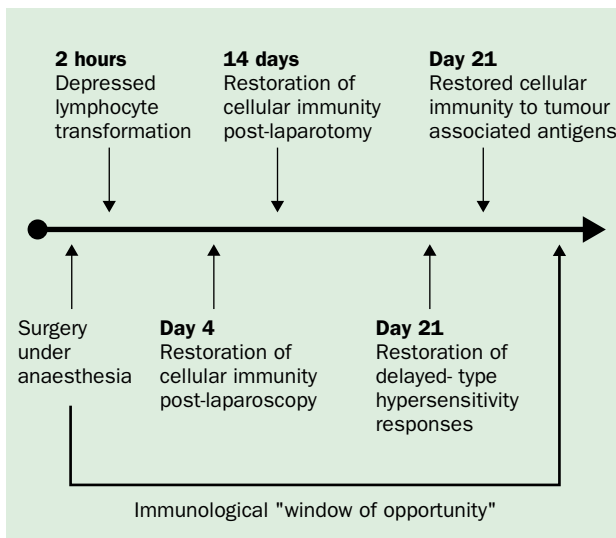 2 hours
Depressed
lymphocyte
transformation
14 days
Restoration of
cellular immunity
post-laparotomy
Day 21
Restored cellular
immunity to tumour
associated antigens
Surgery
under
anaesthesia
Day 4
Restoration of
cellular immunity
post-laparoscopy
Day 21
Restoration of
delayed- type
hypersensitivity
responses
Immunological "window of opportunity"